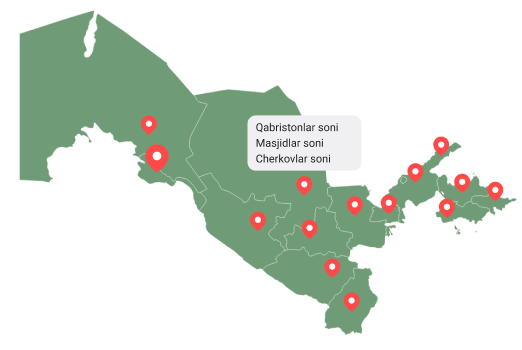 Qabristonlar soni
Masjidlar soni
Cherkovlar soni